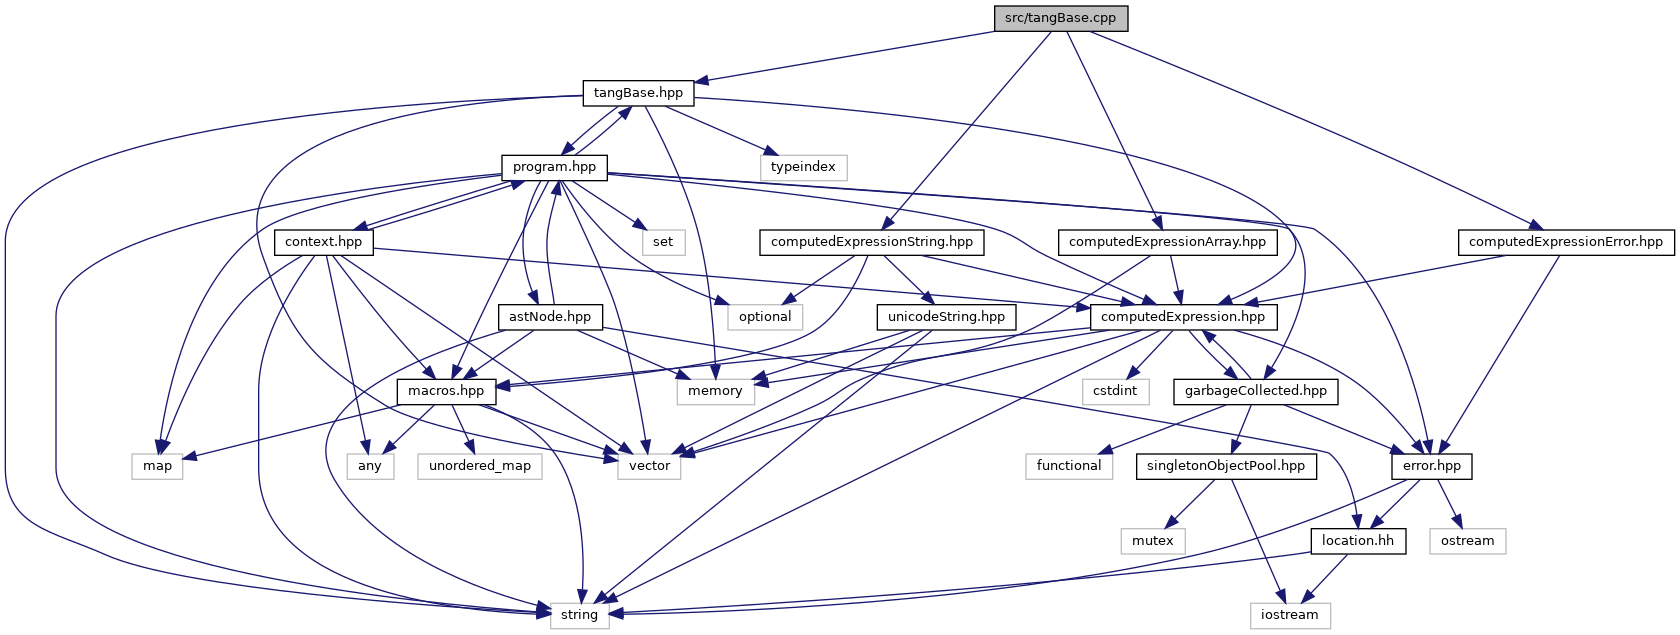 src/tangBase.cpp
tangBase.hpp
program.hpp
typeindex
context.hpp
set
computedExpressionString.hpp
computedExpressionArray.hpp
computedExpressionError.hpp
astNode.hpp
optional
unicodeString.hpp
computedExpression.hpp
macros.hpp
memory
cstdint
garbageCollected.hpp
map
any
unordered_map
vector
functional
singletonObjectPool.hpp
error.hpp
mutex
location.hh
ostream
string
iostream